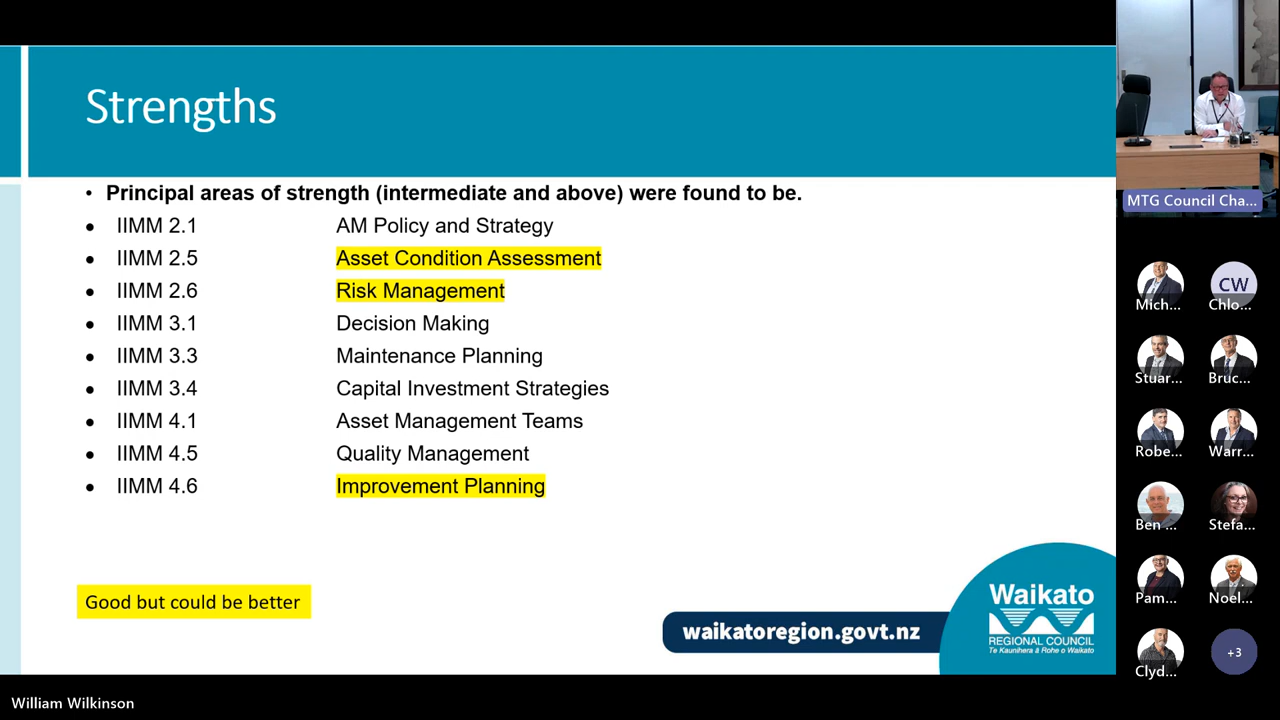 Strengths
• Principal areas of strength (intermediate and above) were found to be.
• IIMM 2.1 AM Policy and Strategy
• IIMM 2.5 Asset Condition Assessment
• IIMM 2.6 Risk Management
• IIMM 3.1 Decision Making
• IIMM 3.3 Maintenance Planning
• IIMM 3.4 Capital Investment Strategies
• IIMM 4.1 Asset Management Teams
• IIMM 4.5 Quality Management
• IIMM 4.6 Improvement Planning
Good but could be better
waikatoregion.govt.nz
Waikato
REGIONAL COUNCIL
Te Kaunihera ā Rohe o Waikato
William Wilkinson
MTG Council Cha...
Mich...
CW
Chlo...
Stuar...
Bruc...
Robe...
Warr...
Ben ...
Stefa...
Pam...
Noel...
Clyd...
+3